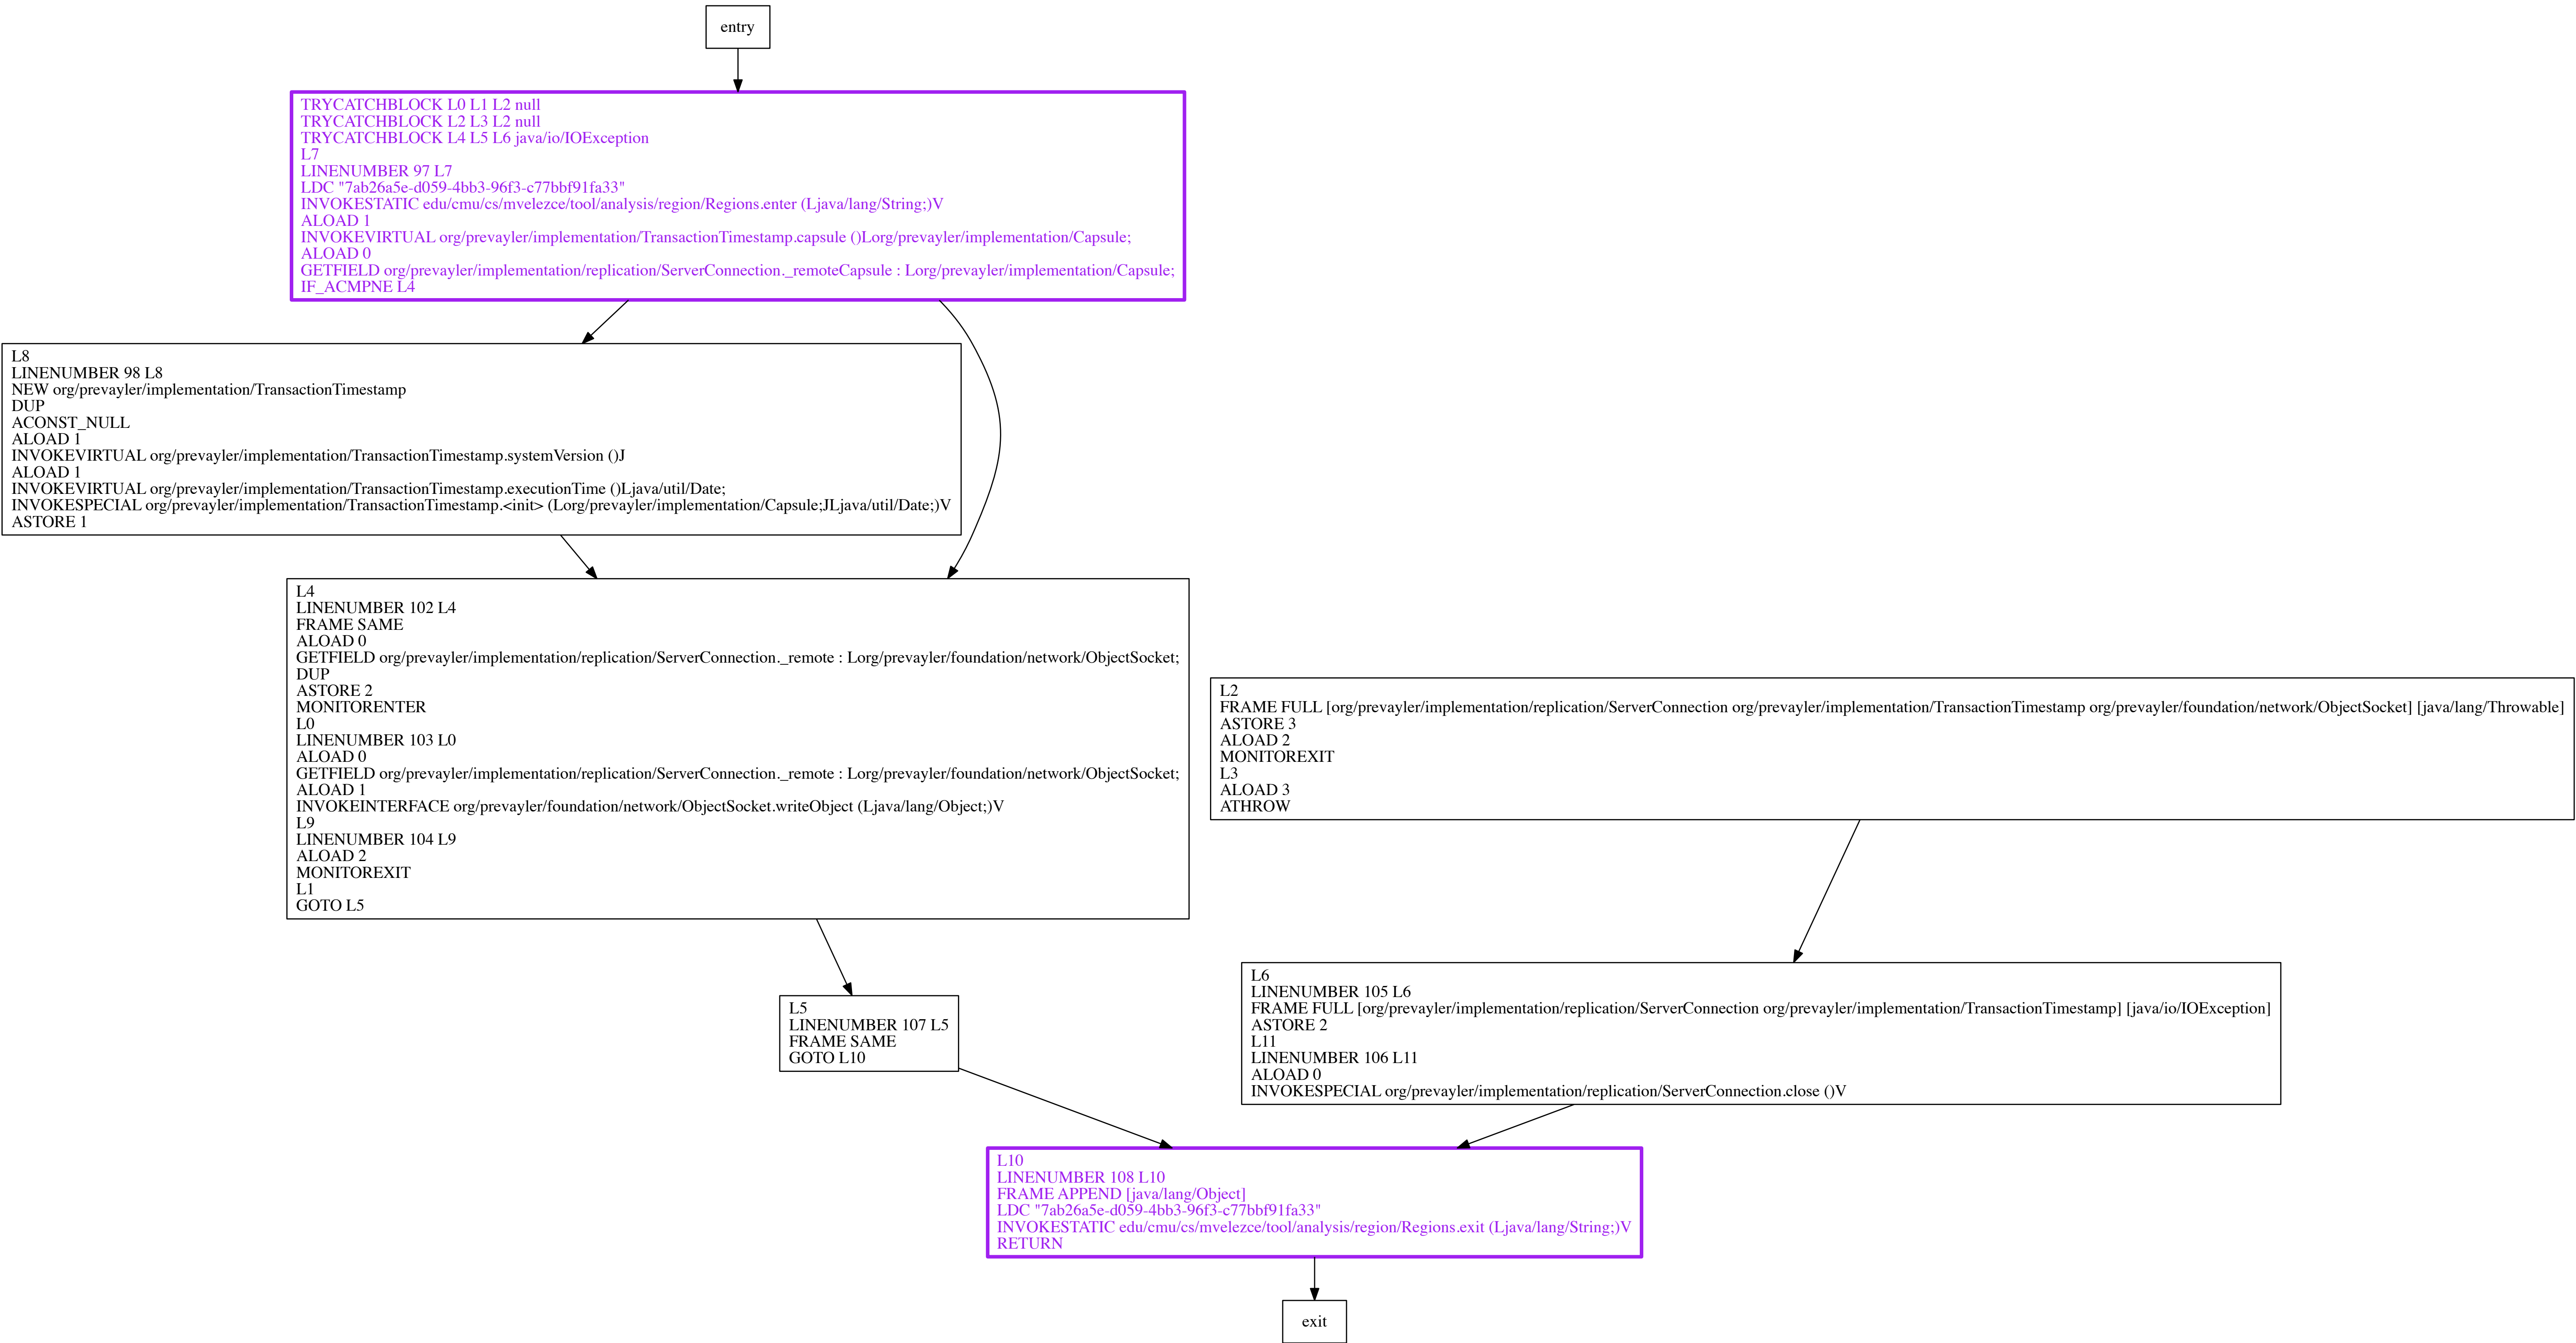 entry
TRYCATCHBLOCK L0 L1 L2 null
TRYCATCHBLOCK L2 L3 L2 null
TRYCATCHBLOCK L4 L5 L6 java/io/IOException
L7
LINENUMBER 97 L7
LDC "7ab26a5e-d059-4bb3-96f3-c77bbf91fa33"
INVOKESTATIC edu/cmu/cs/mvelezce/tool/analysis/region/Regions.enter (Ljava/lang/String;)V
ALOAD 1
INVOKEVIRTUAL org/prevayler/implementation/TransactionTimestamp.capsule ()Lorg/prevayler/implementation/Capsule;
ALOAD 0
GETFIELD org/prevayler/implementation/replication/ServerConnection._remoteCapsule : Lorg/prevayler/implementation/Capsule;
IF_ACMPNE L4
L8
LINENUMBER 98 L8
NEW org/prevayler/implementation/TransactionTimestamp
DUP
ACONST_NULL
ALOAD 1
INVOKEVIRTUAL org/prevayler/implementation/TransactionTimestamp.systemVersion ()J
ALOAD 1
INVOKEVIRTUAL org/prevayler/implementation/TransactionTimestamp.executionTime ()Ljava/util/Date;
INVOKESPECIAL org/prevayler/implementation/TransactionTimestamp.<init> (Lorg/prevayler/implementation/Capsule;JLjava/util/Date;)V
ASTORE 1
L4
LINENUMBER 102 L4
FRAME SAME
ALOAD 0
GETFIELD org/prevayler/implementation/replication/ServerConnection._remote : Lorg/prevayler/foundation/network/ObjectSocket;
DUP
ASTORE 2
MONITORENTER
L0
LINENUMBER 103 L0
ALOAD 0
GETFIELD org/prevayler/implementation/replication/ServerConnection._remote : Lorg/prevayler/foundation/network/ObjectSocket;
ALOAD 1
INVOKEINTERFACE org/prevayler/foundation/network/ObjectSocket.writeObject (Ljava/lang/Object;)V
L9
LINENUMBER 104 L9
ALOAD 2
MONITOREXIT
L1
GOTO L5
L2
FRAME FULL [org/prevayler/implementation/replication/ServerConnection org/prevayler/implementation/TransactionTimestamp org/prevayler/foundation/network/ObjectSocket] [java/lang/Throwable]
ASTORE 3
ALOAD 2
MONITOREXIT
L3
ALOAD 3
ATHROW
L5
LINENUMBER 107 L5
FRAME SAME
GOTO L10
L6
LINENUMBER 105 L6
FRAME FULL [org/prevayler/implementation/replication/ServerConnection org/prevayler/implementation/TransactionTimestamp] [java/io/IOException]
ASTORE 2
L11
LINENUMBER 106 L11
ALOAD 0
INVOKESPECIAL org/prevayler/implementation/replication/ServerConnection.close ()V
L10
LINENUMBER 108 L10
FRAME APPEND [java/lang/Object]
LDC "7ab26a5e-d059-4bb3-96f3-c77bbf91fa33"
INVOKESTATIC edu/cmu/cs/mvelezce/tool/analysis/region/Regions.exit (Ljava/lang/String;)V
RETURN
exit